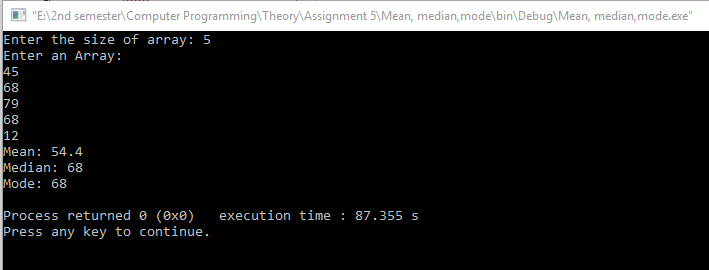 "E:\2nd semester\Computer Programming\Theory\Assignment 5\Mean, median,mode\bin\Debug\Mean, median,mode.exe"
Enter the size of array: 5
Enter an Array:
45
68
79
68
12
Mean: 54.4
Median: 68
Mode: 68
Process returned 0 (0x0)   execution time : 87.355 s
Press any key to continue.